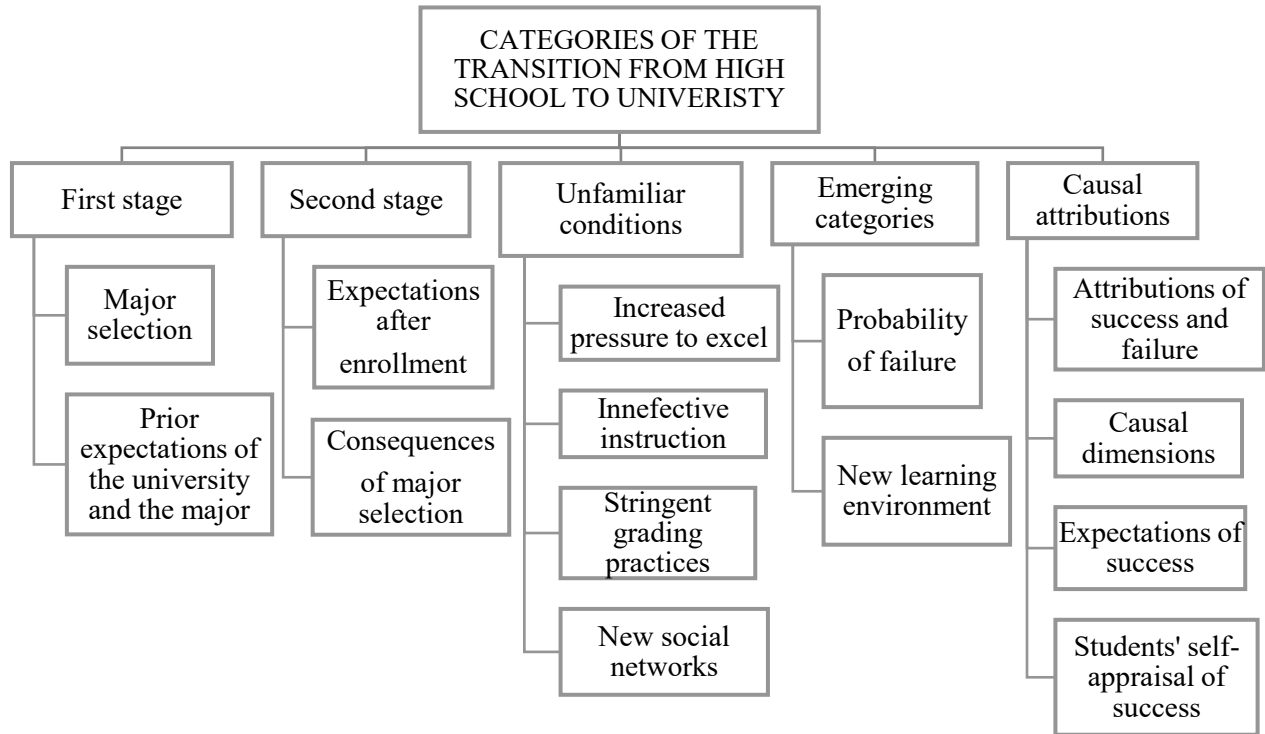 CATEGORIES OF THE
TRANSITION FROM HIGH
SCHOOL TO UNIVERISTY
First stage
Major
selection
Prior
expectations of
the university
and the major
Second stage
Expectations
after
enrollment
Consequences
of major
selection
Unfamiliar
conditions
Increased
pressure to excel
Innefective
instruction
Stringent
grading
practices
New social
networks
Emerging
categories
Probability
of failure
New learning
environment
Causal
attributions
Attributions of
success and
failure
Causal
dimensions
Expectations of
success
Students' self-
appraisal of
success